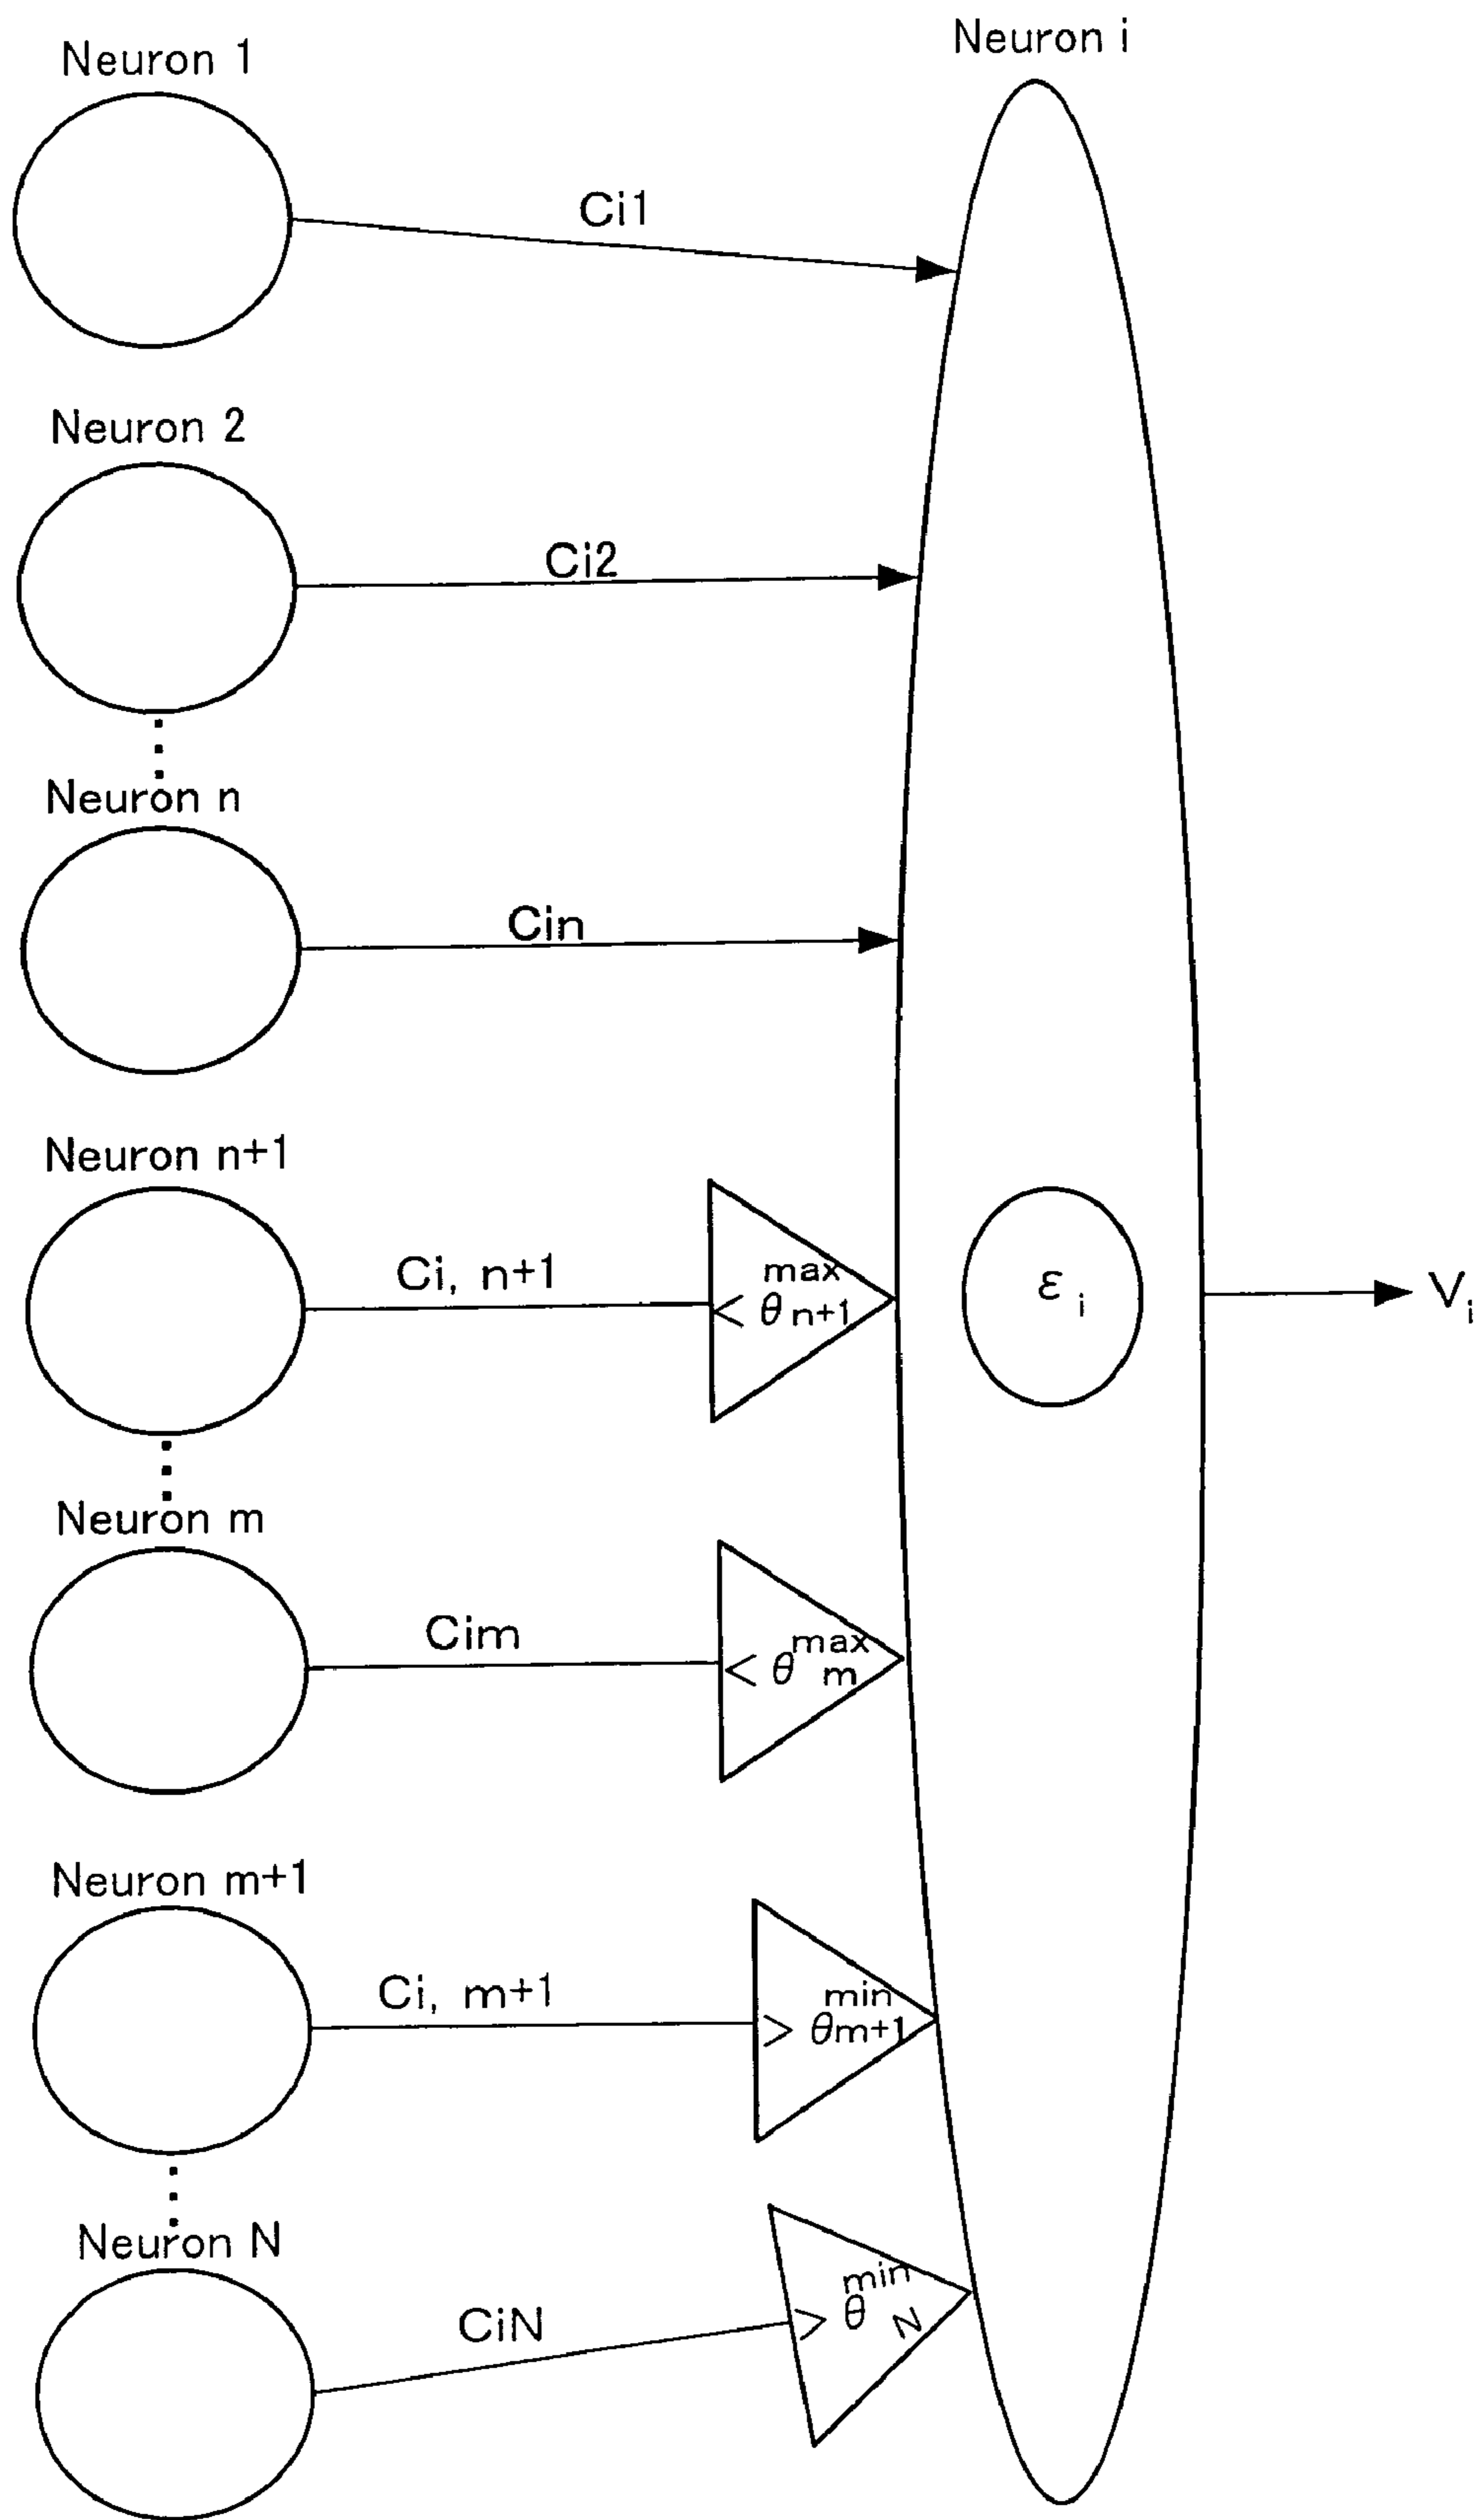 Neuron i
Neuron 1
Ci1
Neuron 2
Ci2
Neuron n
Cin
Neuron n+1
Ci, n+1
max
< θ n+1
ε i
V i
Neuron m
Cim
max
< θ m
Neuron m+1
Ci, m+1
min
> θm+1
Neuron N
CiN
min
> θ N